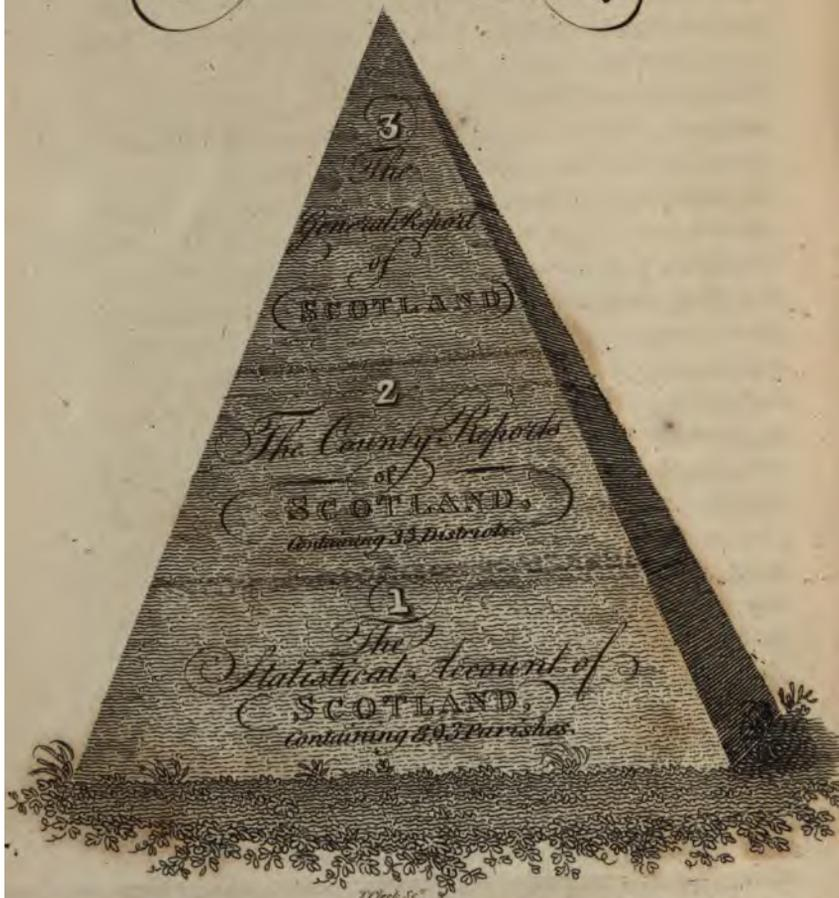 3
The
General Report
of
SCOTLAND
2
The County Reports
of
SCOTLAND,
Containing 33 Districts.
1
The
Statistical Account of
SCOTLAND,
Containing 893 Parishes.